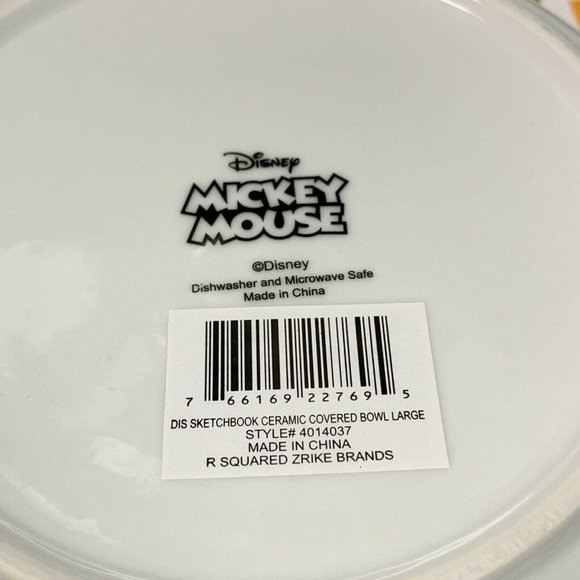 Disney
MICKEY
MOUSE
©Disney
Dishwasher and Microwave Safe
Made in China
7 66169 22769 5
DIS SKETCHBOOK CERAMIC COVERED BOWL LARGE
STYLE# 4014037
MADE IN CHINA
R SQUARED ZRIKE BRANDS